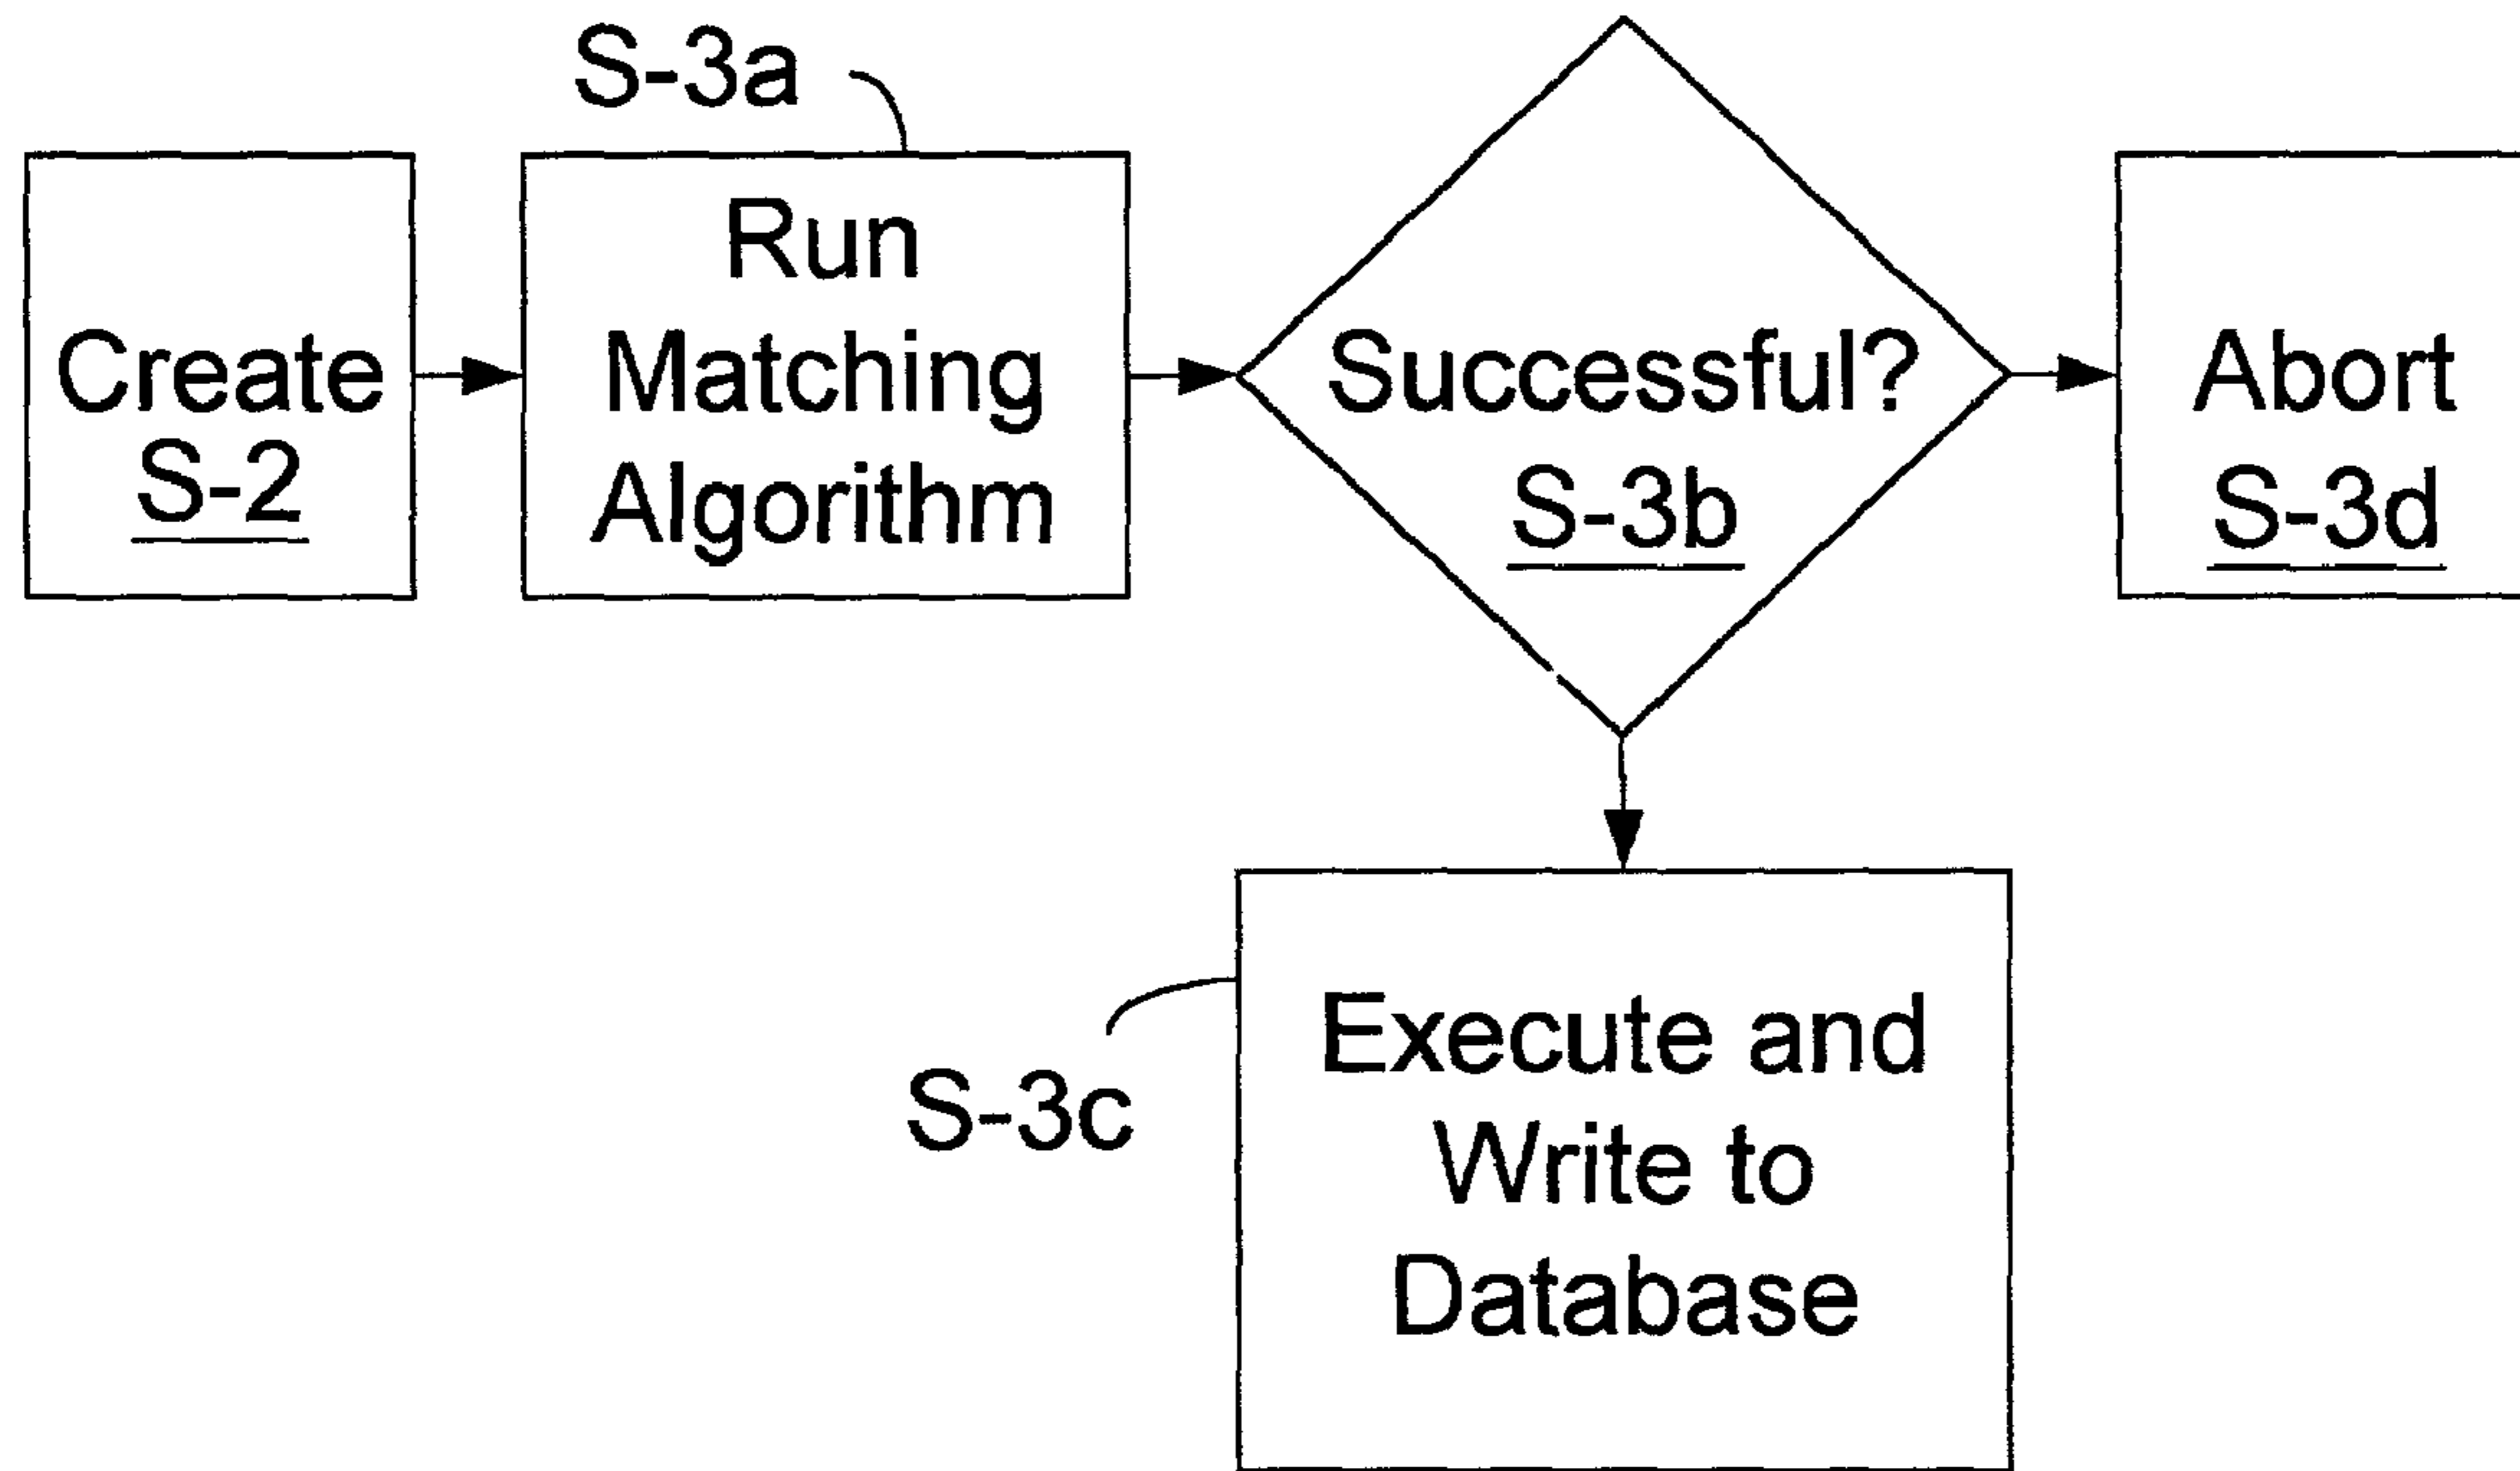 S-3a
Create
S-2
Run
Matching
Algorithm
Successful?
S-3b
Abort
S-3d
S-3c
Execute and
Write to
Database